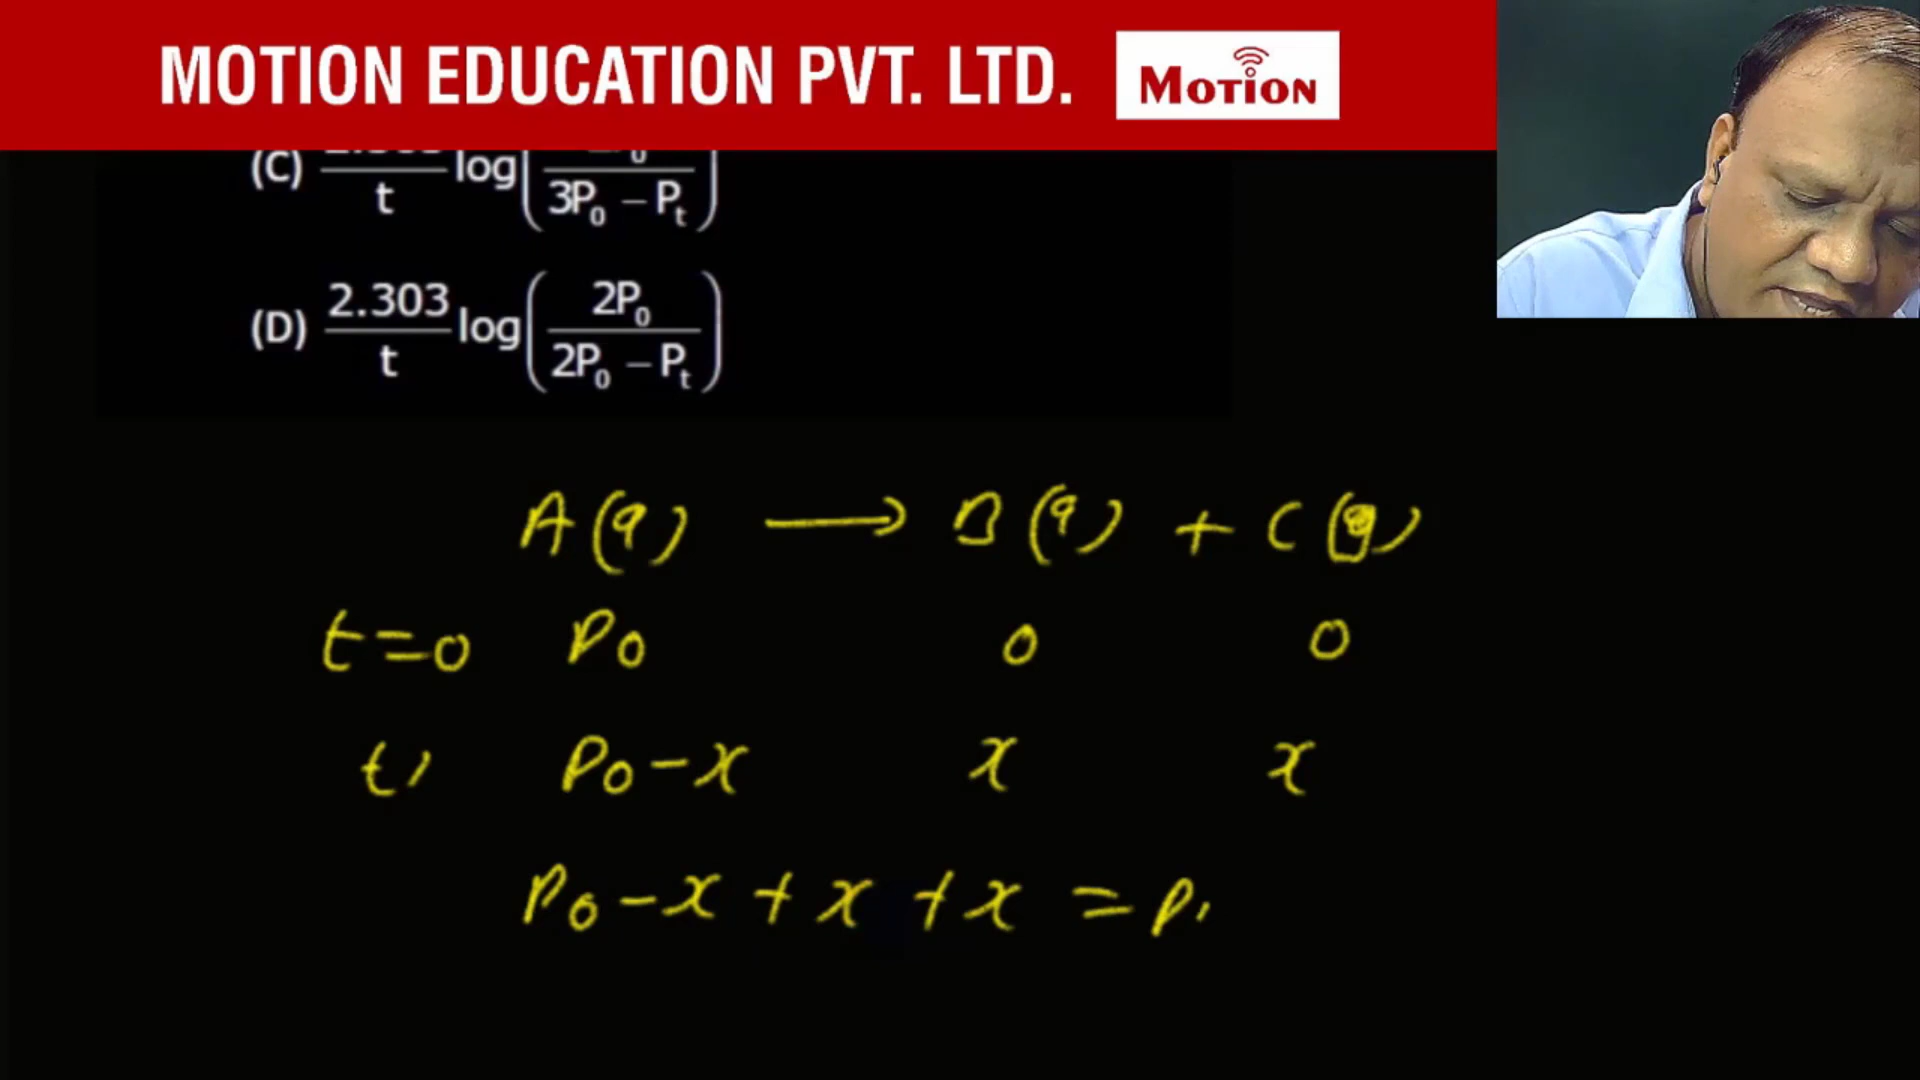 MOTION EDUCATION PVT. LTD. MOTION
(C) ―― log( ―― )
t 3P₀ − Pₜ
(D) 2.303/t log(2P₀/(2P₀ − Pₜ))
A(g) ⟶ B(g) + C(g)
t=0 P0 0 0
t, P0-x x x
P0-x+x+x = P